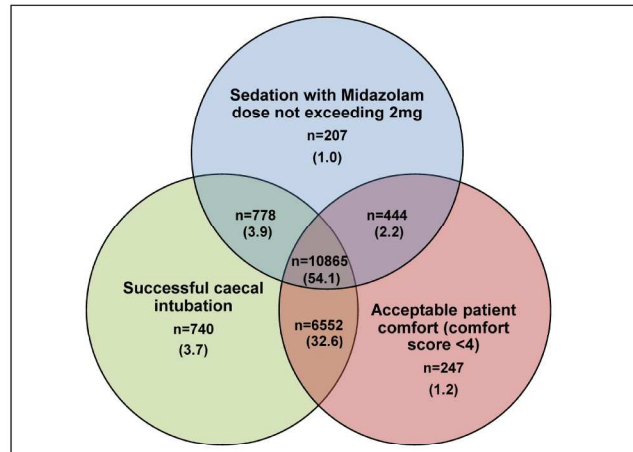 Sedation with Midazolam
dose not exceeding 2mg
n=207
(1.0)
n=778
(3.9)
n=444
(2.2)
n=10865
(54.1)
Successful caecal
intubation
n=740
(3.7)
n=6552
(32.6)
Acceptable patient
comfort (comfort
score <4)
n=247
(1.2)